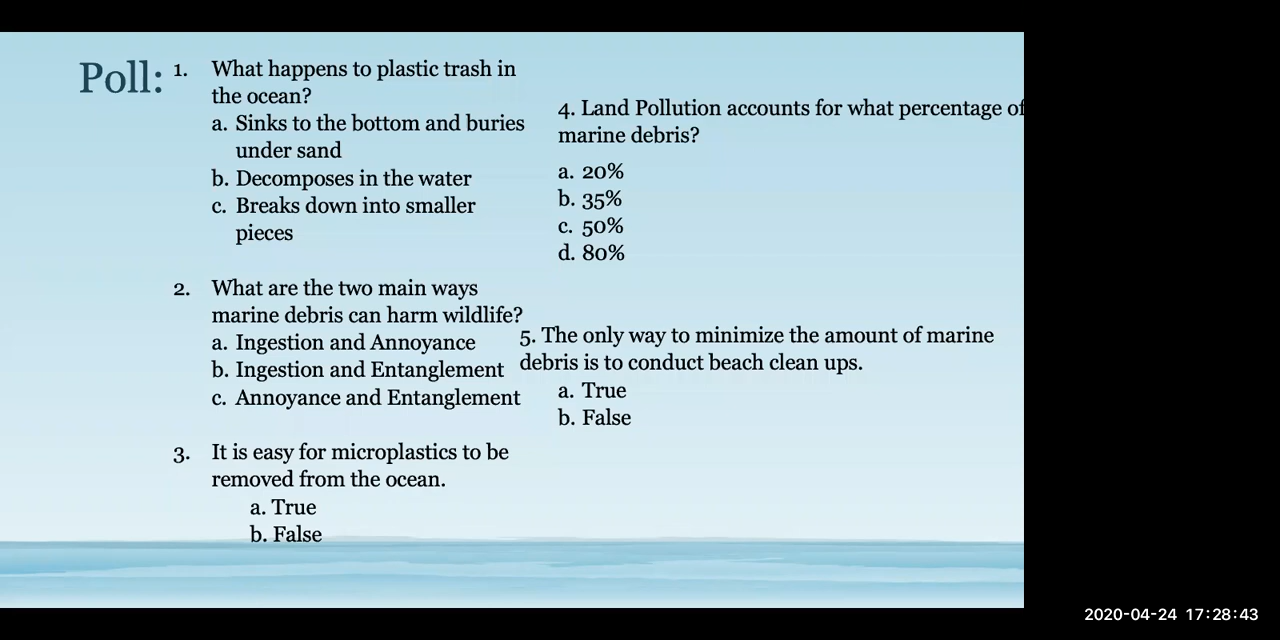 Poll:
1. What happens to plastic trash in
the ocean?
a. Sinks to the bottom and buries
under sand
b. Decomposes in the water
c. Breaks down into smaller
pieces
2. What are the two main ways
marine debris can harm wildlife?
a. Ingestion and Annoyance
b. Ingestion and Entanglement
c. Annoyance and Entanglement
3. It is easy for microplastics to be
removed from the ocean.
a. True
b. False
4. Land Pollution accounts for what percentage of
marine debris?
a. 20%
b. 35%
c. 50%
d. 80%
5. The only way to minimize the amount of marine
debris is to conduct beach clean ups.
a. True
b. False
2020-04-24 17:28:43